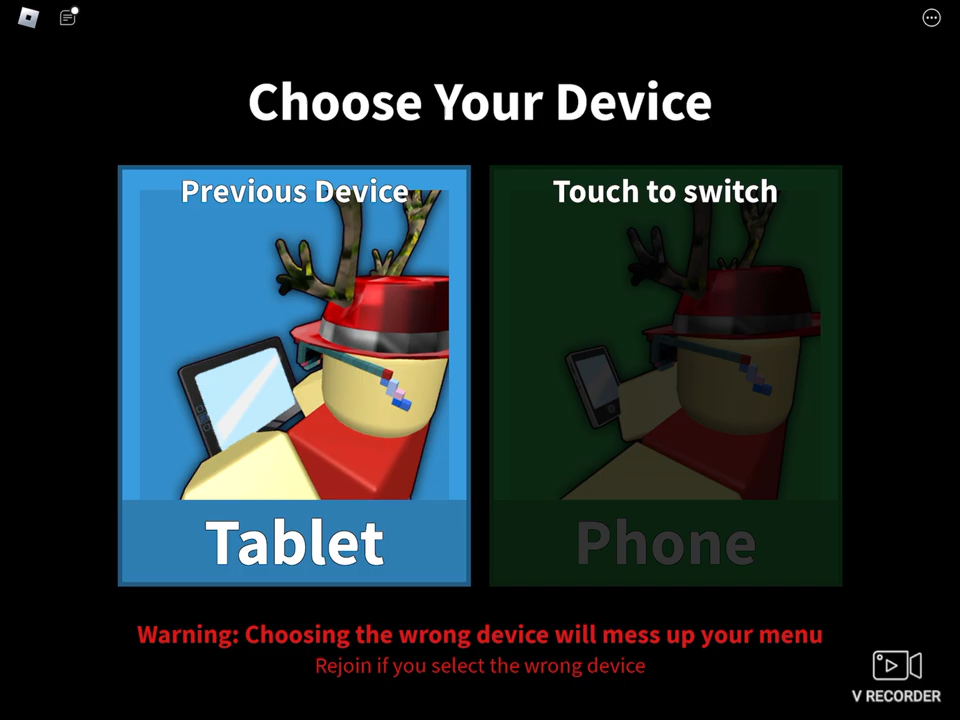 Choose Your Device
Previous Device
Touch to switch
Tablet
Phone
Warning: Choosing the wrong device will mess up your menu
Rejoin if you select the wrong device
V RECORDER